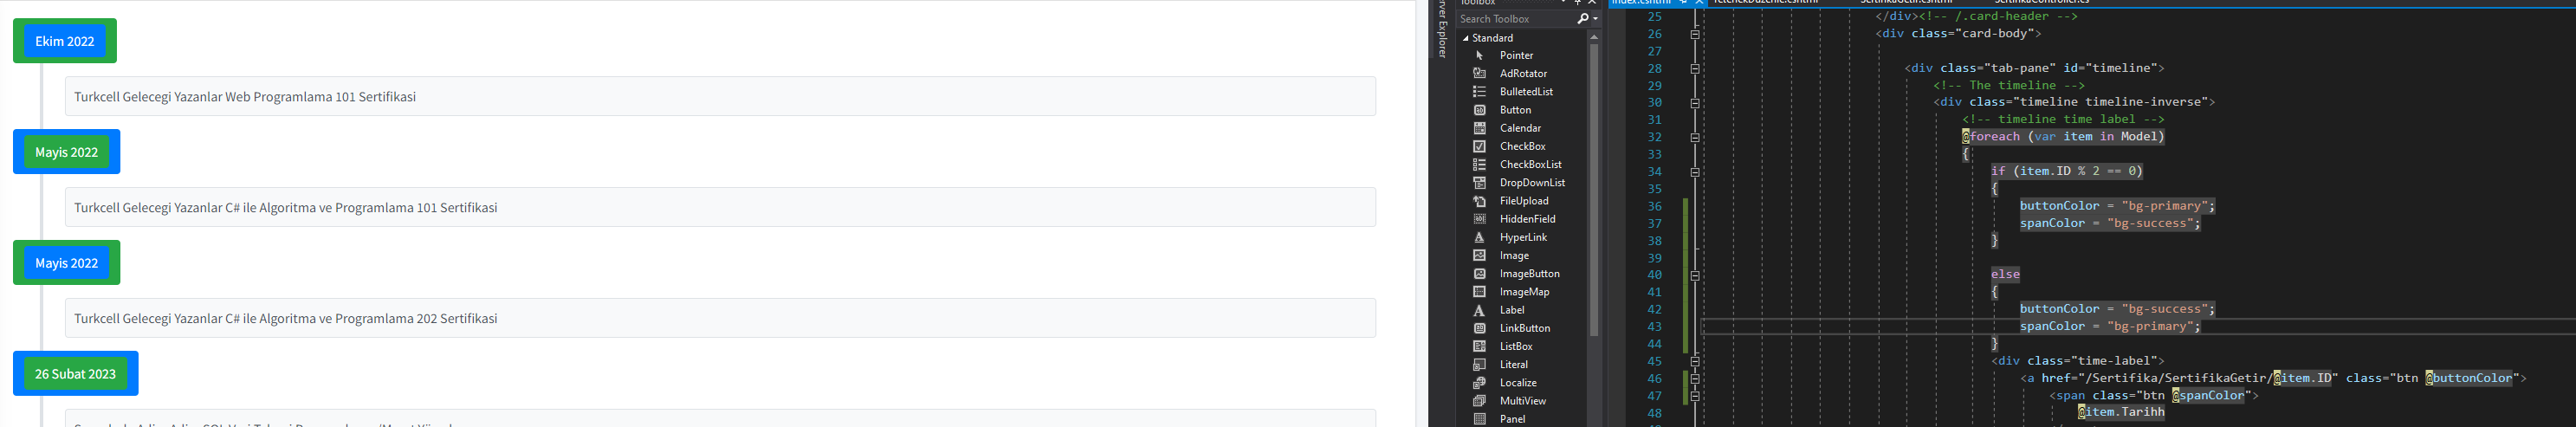 Ekim 2022
Turkcell Gelecegi Yazanlar Web Programlama 101 Sertifikasi
Mayis 2022
Turkcell Gelecegi Yazanlar C# ile Algoritma ve Programlama 101 Sertifikasi
Mayis 2022
Turkcell Gelecegi Yazanlar C# ile Algoritma ve Programlama 202 Sertifikasi
26 Subat 2023
Server Explorer
Toolbox
Search Toolbox
Standard
Pointer
AdRotator
BulletedList
Button
Calendar
CheckBox
CheckBoxList
DropDownList
FileUpload
HiddenField
HyperLink
Image
ImageButton
ImageMap
Label
LinkButton
ListBox
Literal
Localize
MultiView
Panel
Index.cshtml
25 </div><!-- /.card-header -->
26 <div class="card-body">
27
28 <div class="tab-pane" id="timeline">
29 <!-- The timeline -->
30 <div class="timeline timeline-inverse">
31 <!-- timeline time label -->
32 @foreach (var item in Model)
33 {
34 if (item.ID % 2 == 0)
35 {
36 buttonColor = "bg-primary";
37 spanColor = "bg-success";
38 }
39
40 else
41 {
42 buttonColor = "bg-success";
43 spanColor = "bg-primary";
44 }
45 <div class="time-label">
46 <a href="/Sertifika/SertifikaGetir/@item.ID" class="btn @buttonColor">
47 <span class="btn @spanColor">
48 @item.Tarihh